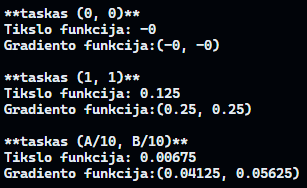 **taskas (0, 0)**
Tikslo funkcija: -0
Gradiento funkcija:(-0, -0)
**taskas (1, 1)**
Tikslo funkcija: 0.125
Gradiento funkcija:(0.25, 0.25)
**taskas (A/10, B/10)**
Tikslo funkcija: 0.00675
Gradiento funkcija:(0.04125, 0.05625)